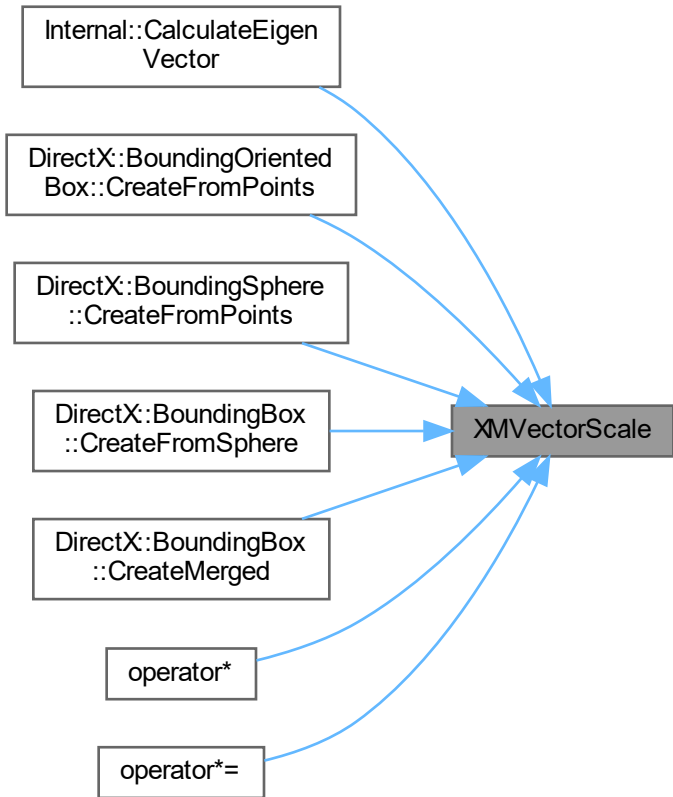 Internal::CalculateEigen
Vector
DirectX::BoundingOriented
Box::CreateFromPoints
DirectX::BoundingSphere
::CreateFromPoints
DirectX::BoundingBox
::CreateFromSphere
XMVectorScale
DirectX::BoundingBox
::CreateMerged
operator*
operator*=